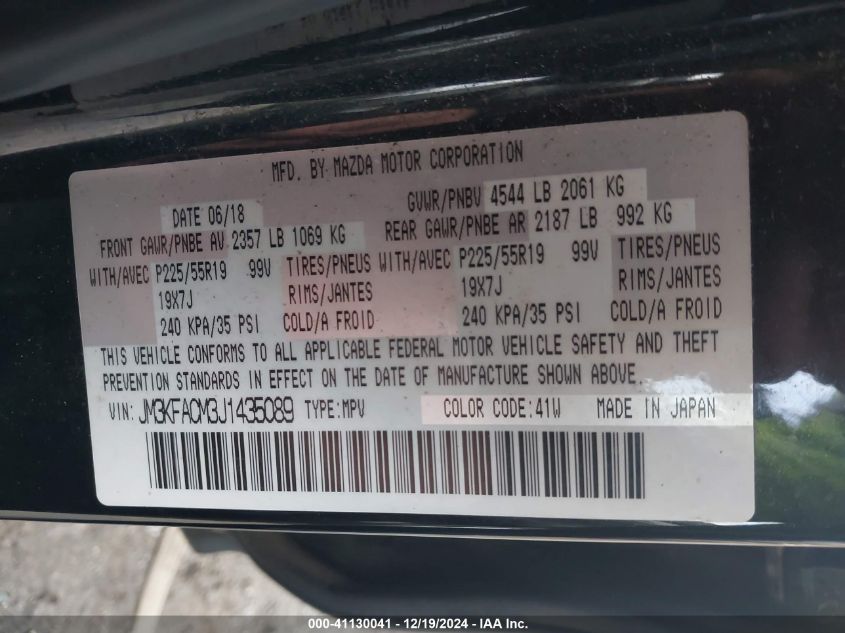 MFD. BY MAZDA MOTOR CORPORATION
DATE 06/18 GVWR/PNBV 4544 LB 2061 KG
FRONT GAWR/PNBE AV 2357 LB 1069 KG REAR GAWR/PNBE AR 2187 LB 992 KG
WITH/AVEC P225/55R19 99V TIRES/PNEUS WITH/AVEC P225/55R19 99V TIRES/PNEUS
19X7J RIMS/JANTES 19X7J RIMS/JANTES
240 KPA/35 PSI COLD/A FROID 240 KPA/35 PSI COLD/A FROID
THIS VEHICLE CONFORMS TO ALL APPLICABLE FEDERAL MOTOR VEHICLE SAFETY AND THEFT
PREVENTION STANDARDS IN EFFECT ON THE DATE OF MANUFACTURE SHOWN ABOVE.
VIN: JM3KFACM3J1435089 TYPE:MPV COLOR CODE:41W MADE IN JAPAN
000-41130041 - 12/19/2024 - IAA Inc.